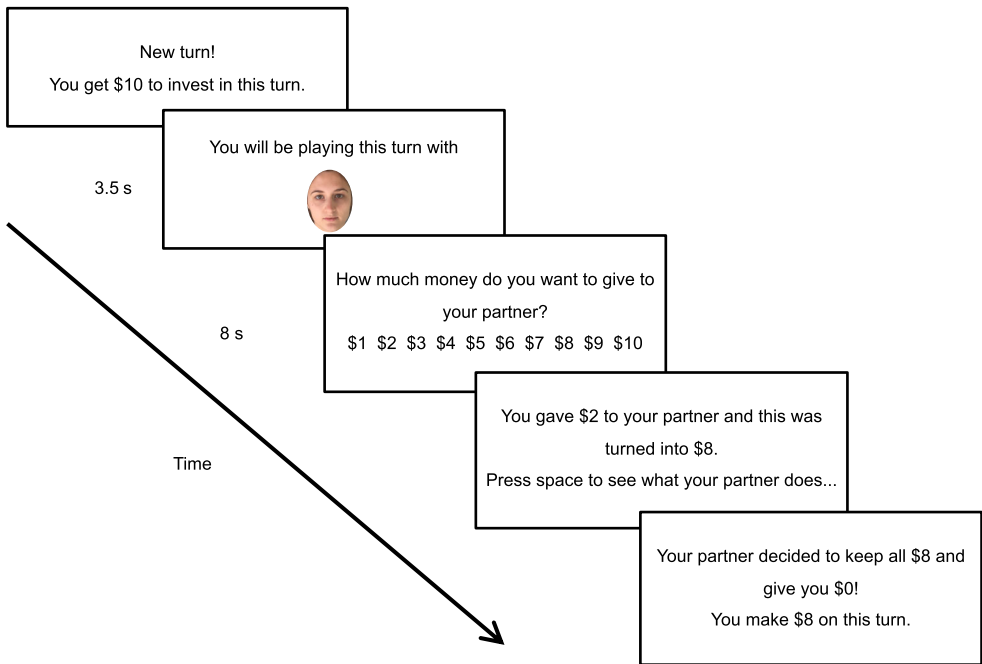 New turn!
You get $10 to invest in this turn.
You will be playing this turn with
3.5 s
How much money do you want to give to
your partner?
$1 $2 $3 $4 $5 $6 $7 $8 $9 $10
8 s
You gave $2 to your partner and this was
turned into $8.
Press space to see what your partner does...
Time
Your partner decided to keep all $8 and
give you $0!
You make $8 on this turn.